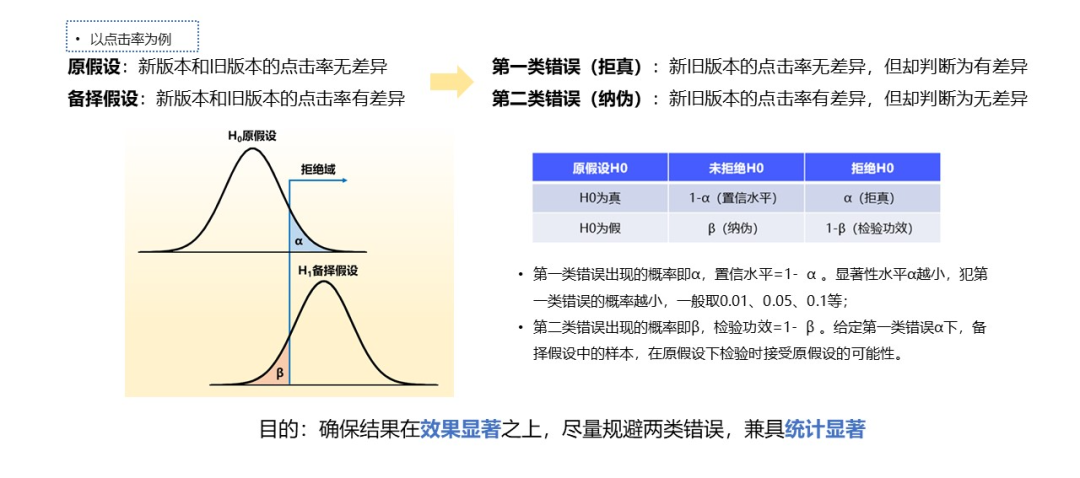 • 以点击率为例
原假设：新版本和旧版本的点击率无差异
备择假设：新版本和旧版本的点击率有差异
第一类错误（拒真）：新旧版本的点击率无差异，但却判断为有差异
第二类错误（纳伪）：新旧版本的点击率有差异，但却判断为无差异
H0原假设
拒绝域
α
H1备择假设
β
原假设H0 未拒绝H0 拒绝H0
H0为真 1-α（置信水平） α（拒真）
H0为假 β（纳伪） 1-β（检验功效）
• 第一类错误出现的概率即α，置信水平=1- α 。显著性水平α越小，犯第
一类错误的概率越小，一般取0.01、0.05、0.1等；
• 第二类错误出现的概率即β，检验功效=1- β 。给定第一类错误α下，备
择假设中的样本，在原假设下检验时接受原假设的可能性。
目的：确保结果在效果显著之上，尽量规避两类错误，兼具统计显著